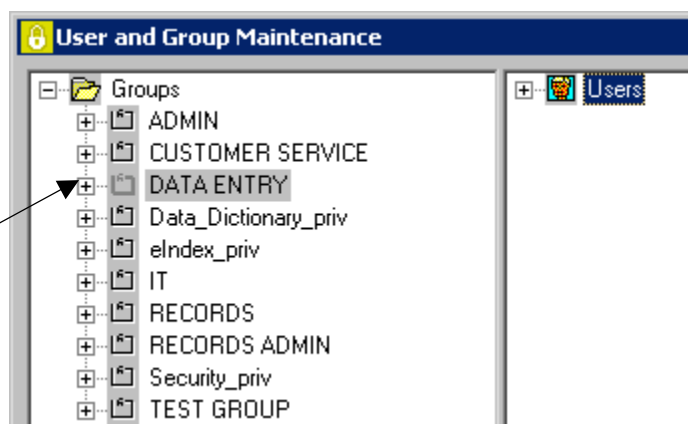 User and Group Maintenance
Groups
ADMIN
CUSTOMER SERVICE
DATA ENTRY
Data_Dictionary_priv
eIndex_priv
IT
RECORDS
RECORDS ADMIN
Security_priv
TEST GROUP
Users